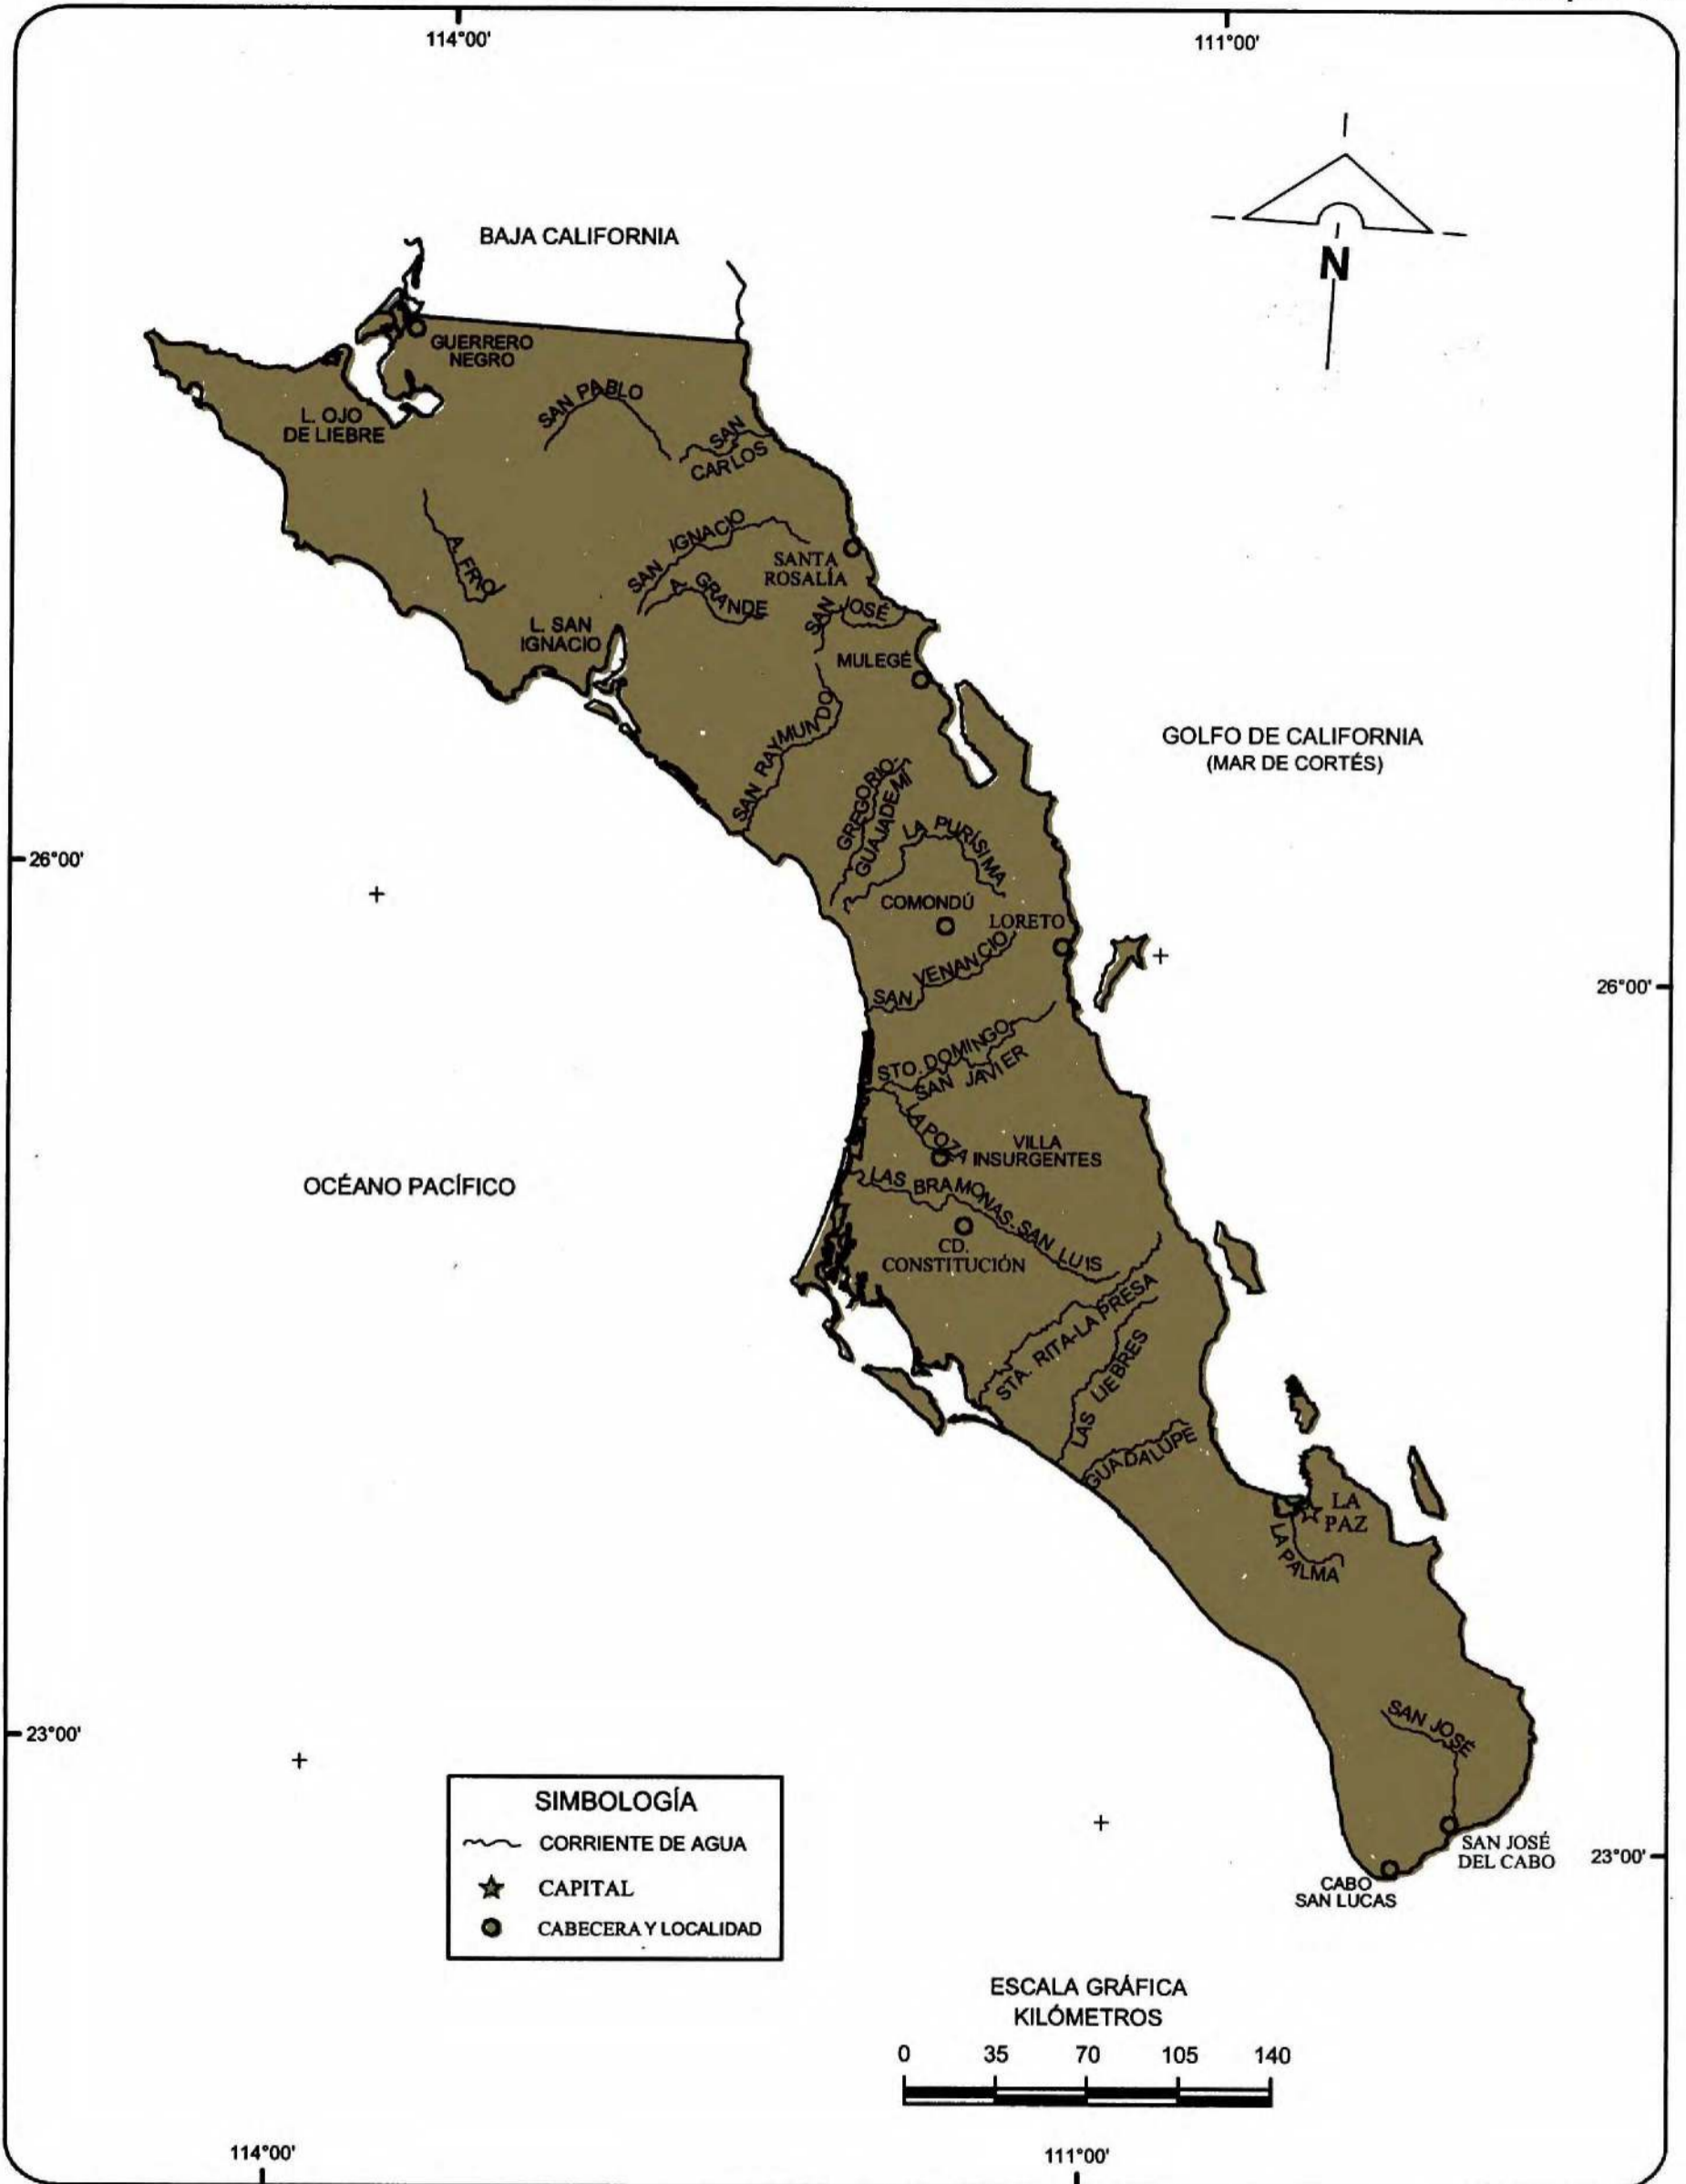 114°00'
111°00'
BAJA CALIFORNIA
N
GUERRERO
NEGRO
L. OJO
DE LIEBRE
SAN PABLO
SAN
CARLOS
A. FRIO
SAN IGNACIO
SANTA
ROSALÍA
A. GRANDE
SAN JOSÉ
L. SAN
IGNACIO
MULEGÉ
SAN RAYMUNDO
GOLFO DE CALIFORNIA
(MAR DE CORTÉS)
GREGORIO
GUAJADEMÍ
LA PURÍSIMA
26°00'
COMONDÚ
LORETO
SAN VENANCIO
26°00'
STO. DOMINGO
SAN JAVIER
LA POZA
VILLA
INSURGENTES
OCÉANO PACÍFICO
LAS BRAMONAS-SAN LUIS
CD.
CONSTITUCIÓN
STA. RITA-LA PRESA
LAS LIEBRES
GUADALUPE
LA
PAZ
LA PALMA
SAN JOSÉ
23°00'
SIMBOLOGÍA
CORRIENTE DE AGUA
CAPITAL
CABECERA Y LOCALIDAD
SAN JOSÉ
DEL CABO
23°00'
CABO
SAN LUCAS
ESCALA GRÁFICA
KILÓMETROS
0 35 70 105 140
114°00'
111°00'